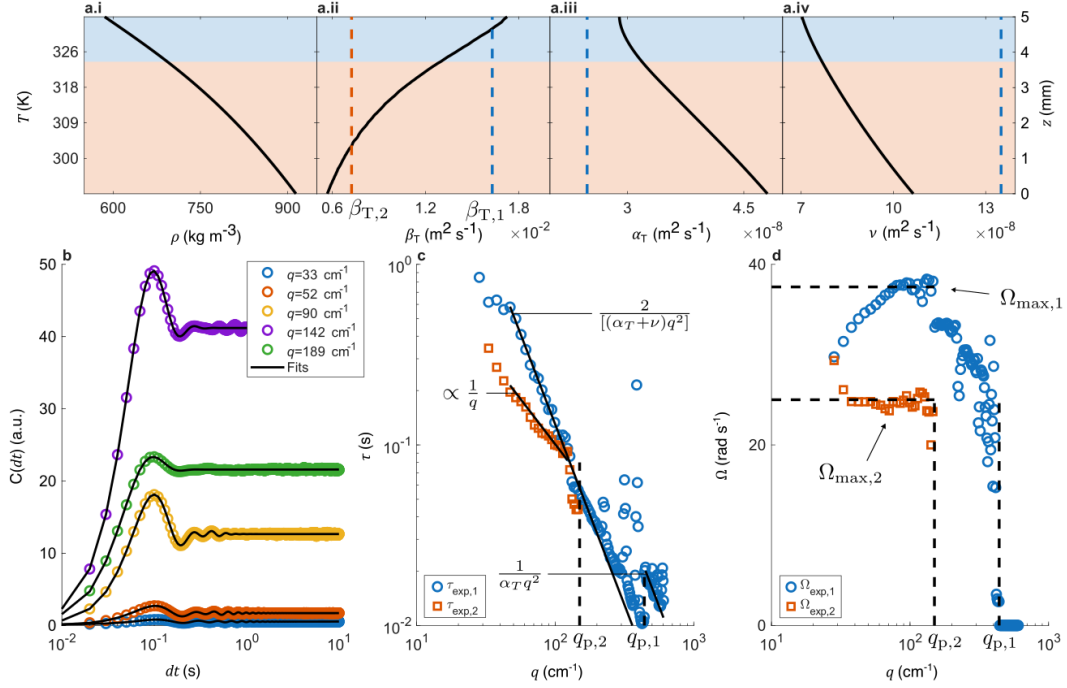 a.i
a.ii
a.iii
a.iv
T (K)
326
318
309
300
5
4
3
2
1
0
z (mm)
600 750 900
0.6 1.2 1.8
3 4.5
7 10 13
β_T,2
β_T,1
ρ (kg m⁻³)
β_T (m² s⁻¹)
×10⁻²
α_T (m² s⁻¹)
×10⁻⁸
ν (m² s⁻¹)
×10⁻⁸
b
50
40
30
20
10
0
C(dt) (a.u.)
q=33 cm⁻¹
q=52 cm⁻¹
q=90 cm⁻¹
q=142 cm⁻¹
q=189 cm⁻¹
Fits
10⁻² 10⁻¹ 10⁰ 10¹
dt (s)
c
10⁰
10⁻¹
10⁻²
τ (s)
2
[(α_T + ν)q²]
∝ 1/q
1
α_T q²
τ_exp,1
τ_exp,2
10¹ 10² 10³
q_p,2 q_p,1
q (cm⁻¹)
d
40
20
0
Ω (rad s⁻¹)
Ω_max,1
Ω_max,2
Ω_exp,1
Ω_exp,2
10¹ 10² 10³
q_p,2 q_p,1
q (cm⁻¹)